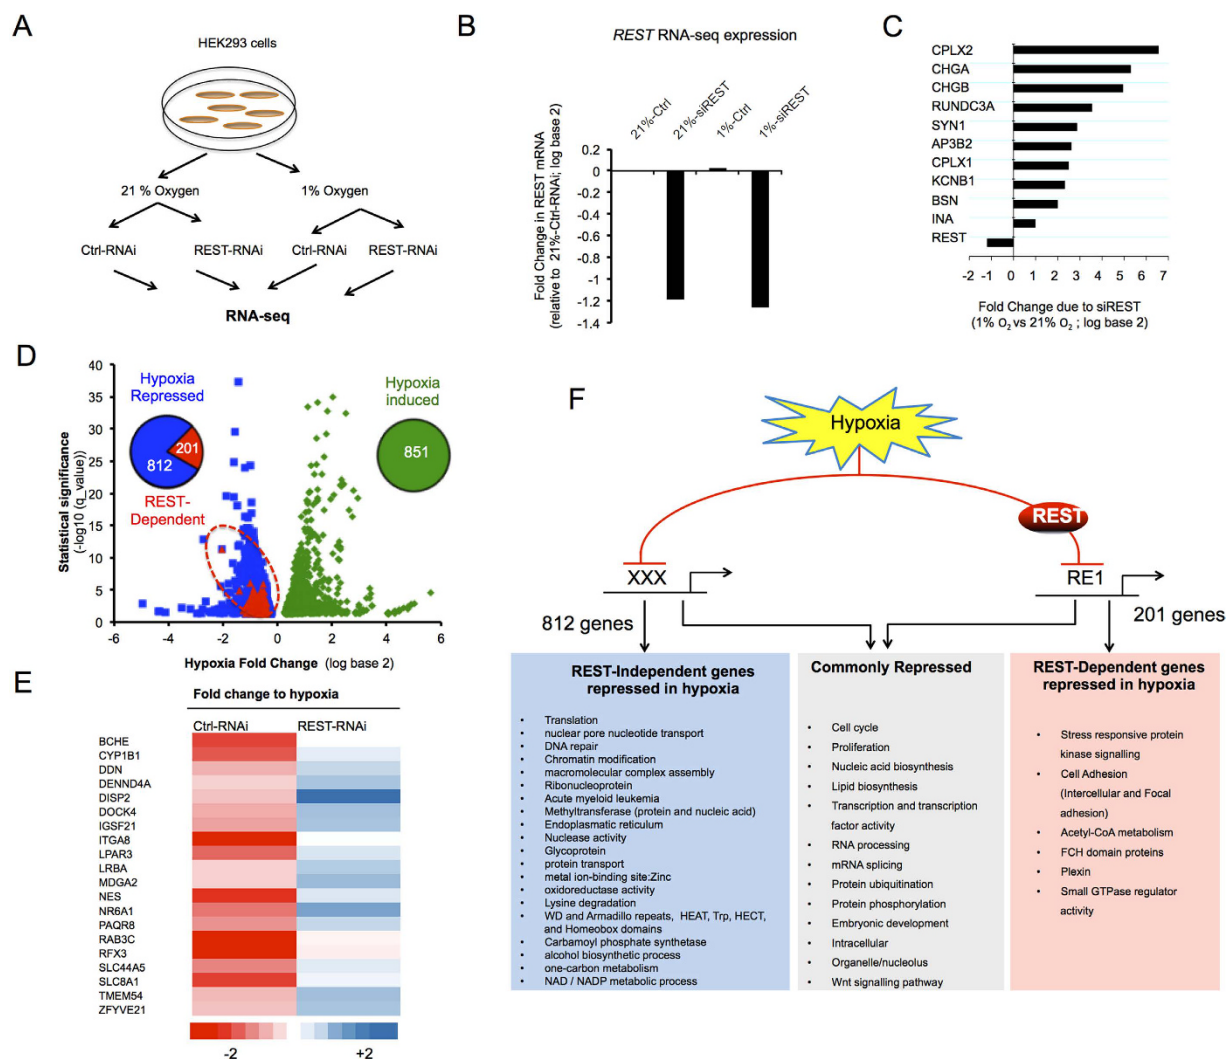 A
HEK293 cells
21 % Oxygen
1% Oxygen
Ctrl-RNAi
REST-RNAi
Ctrl-RNAi
REST-RNAi
RNA-seq
B
REST RNA-seq expression
21%-Ctrl
21%-siREST
1%-Ctrl
1%-siREST
Fold Change in REST mRNA
(relative to 21%-Ctrl-RNAi; log base 2)
0.2
0
-0.2
-0.4
-0.6
-0.8
-1
-1.2
-1.4
C
CPLX2
CHGA
CHGB
RUNDC3A
SYN1
AP3B2
CPLX1
KCNB1
BSN
INA
REST
-2 -1 0 1 2 3 4 5 6 7
Fold Change due to siREST
(1% O₂ vs 21% O₂ ; log base 2)
D
Statistical significance
(-log10 (q_value))
40
35
30
25
20
15
10
5
0
Hypoxia
Repressed
201
812
REST-
Dependent
Hypoxia
induced
851
-6 -4 -2 0 2 4 6
Hypoxia Fold Change (log base 2)
E
Fold change to hypoxia
Ctrl-RNAi REST-RNAi
BCHE
CYP1B1
DDN
DENND4A
DISP2
DOCK4
IGSF21
ITGA8
LPAR3
LRBA
MDGA2
NES
NR6A1
PAQR8
RAB3C
RFX3
SLC44A5
SLC8A1
TMEM54
ZFYVE21
-2 +2
F
Hypoxia
REST
XXX
RE1
812 genes
201 genes
REST-Independent genes
repressed in hypoxia
• Translation
• nuclear pore nucleotide transport
• DNA repair
• Chromatin modification
• macromolecular complex assembly
• Ribonucleoprotein
• Acute myeloid leukemia
• Methyltransferase (protein and nucleic acid)
• Endoplasmatic reticulum
• Nuclease activity
• Glycoprotein
• protein transport
• metal ion-binding site:Zinc
• oxidoreductase activity
• Lysine degradation
• WD and Armadillo repeats, HEAT, Trp, HECT,
and Homeobox domains
• Carbamoyl phosphate synthetase
• alcohol biosynthetic process
• one-carbon metabolism
• NAD / NADP metabolic process
Commonly Repressed
• Cell cycle
• Proliferation
• Nucleic acid biosynthesis
• Lipid biosynthesis
• Transcription and transcription
factor activity
• RNA processing
• mRNA splicing
• Protein ubiquitination
• Protein phosphorylation
• Embryonic development
• Intracellular
• Organelle/nucleolus
• Wnt signalling pathway
REST-Dependent genes
repressed in hypoxia
• Stress responsive protein
kinase signalling
• Cell Adhesion
(Intercellular and Focal
adhesion)
• Acetyl-CoA metabolism
• FCH domain proteins
• Plexin
• Small GTPase regulator
activity